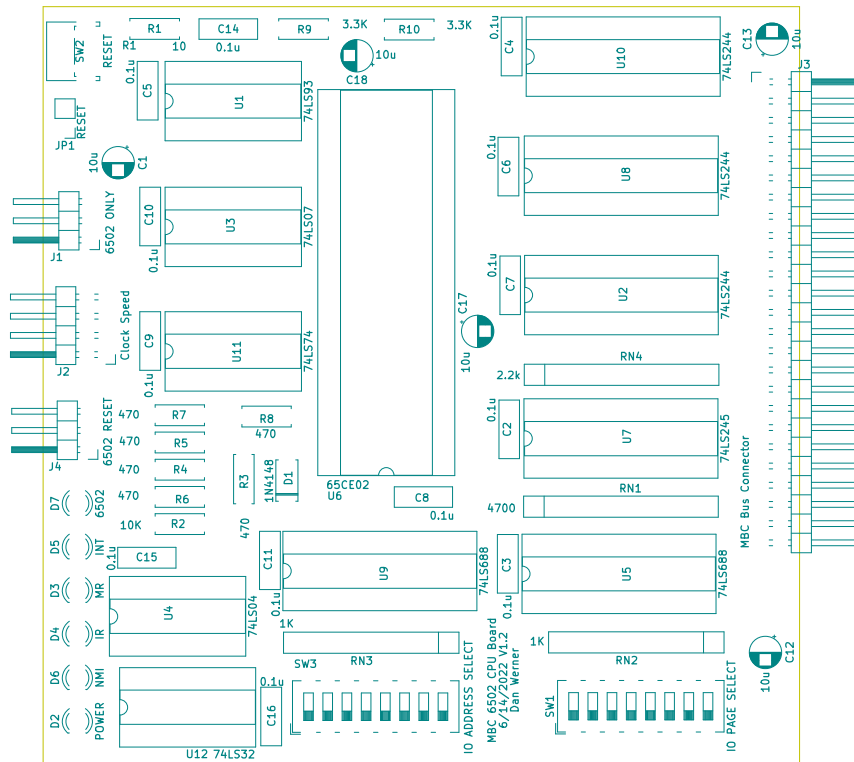 SW2
RESET
R1
R1
10
C14
0.1u
R9
3.3K
R10
3.3K
0.1u
C4
U10
74LS244
C13
10u
J3
0.1u
C5
U1
74LS93
10u
C18
JP1
RESET
10u
C1
0.1u
C6
U8
74LS244
J1
6502 ONLY
C10
0.1u
U3
74LS07
0.1u
C7
U2
74LS244
J2
Clock Speed
C9
0.1u
U11
74LS74
C17
10u
RN4
2.2k
J4
6502 RESET
470
R7
R8
470
470
R5
470
R4
470
R6
10K
R2
R3
470
1N4148
D1
65CE02
U6
C8
0.1u
0.1u
C2
U7
74LS245
RN1
4700
MBC Bus Connector
D7
6502
D5
INT
D3
MR
D4
IR
D6
NMI
D2
POWER
0.1u
C15
U4
74LS04
C11
0.1u
U9
74LS688
C3
0.1u
U5
74LS688
1K
RN3
1K
RN2
C12
10u
U12 74LS32
0.1u
C16
SW3
IO ADDRESS SELECT
MBC 6502 CPU Board
6/14/2022 V1.2
Dan Werner
SW1
IO PAGE SELECT